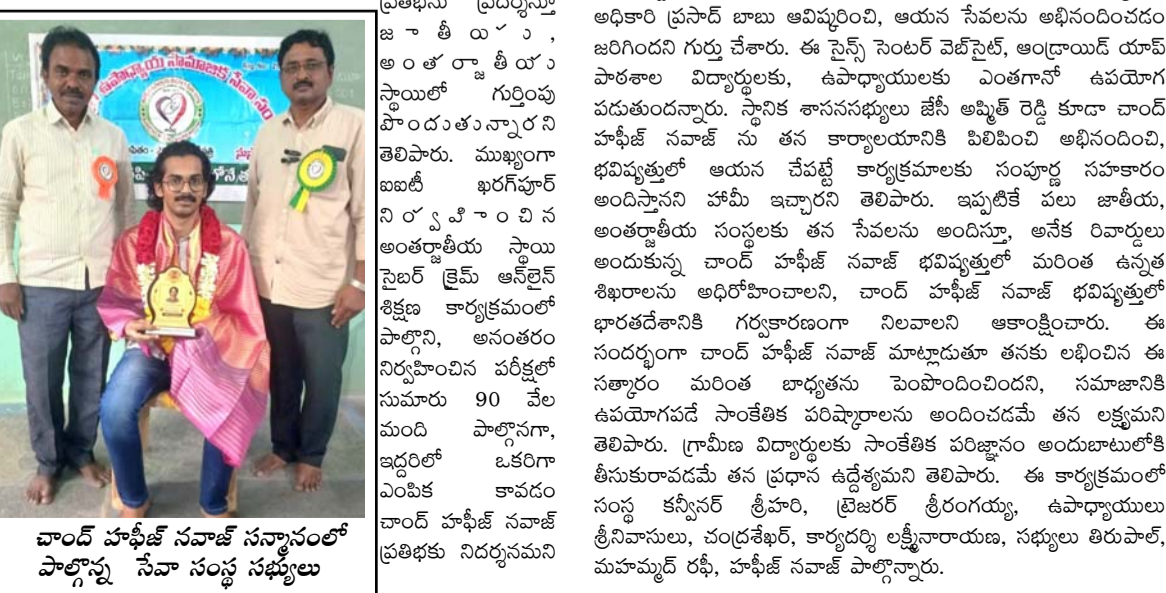 ఉపాధ్యాయ సామాజిక సేవా సం
చాంద్ హఫీజ్ నవాజ్ సన్మానంలో
పాల్గొన్న సేవా సంస్థ సభ్యులు
ప్రతిభను ప్రదర్శిస్తూ
జాతీయ,
అంతర్జాతీయ
స్థాయిలో గుర్తింపు
పొందుతున్నారని
తెలిపారు. ముఖ్యంగా
ఐఐటీ ఖరగ్‌పూర్
నిర్వహించిన
అంతర్జాతీయ స్థాయి
సైబర్ క్రైమ్ ఆన్‌లైన్
శిక్షణ కార్యక్రమంలో
పాల్గొని, అనంతరం
నిర్వహించిన పరీక్షలో
సుమారు 90 వేల
మంది పాల్గొనగా,
ఇద్దరిలో ఒకరిగా
ఎంపిక కావడం
చాంద్ హఫీజ్ నవాజ్
ప్రతిభకు నిదర్శనమని
అధికారి ప్రసాద్ బాబు ఆవిష్కరించి, ఆయన సేవలను అభినందించడం
జరిగిందని గుర్తు చేశారు. ఈ సైన్స్ సెంటర్ వెబ్‌సైట్, ఆండ్రాయిడ్ యాప్
పాఠశాల విద్యార్థులకు, ఉపాధ్యాయులకు ఎంతగానో ఉపయోగ
పడుతుందన్నారు. స్థానిక శాసనసభ్యులు జేసీ అష్మిత్ రెడ్డి కూడా చాంద్
హఫీజ్ నవాజ్ ను తన కార్యాలయానికి పిలిపించి అభినందించి,
భవిష్యత్తులో ఆయన చేపట్టే కార్యక్రమాలకు సంపూర్ణ సహకారం
అందిస్తానని హామీ ఇచ్చారని తెలిపారు. ఇప్పటికే పలు జాతీయ,
అంతర్జాతీయ సంస్థలకు తన సేవలను అందిస్తూ, అనేక రివార్డులు
అందుకున్న చాంద్ హఫీజ్ నవాజ్ భవిష్యత్తులో మరింత ఉన్నత
శిఖరాలను అధిరోహించాలని, చాంద్ హఫీజ్ నవాజ్ భవిష్యత్తులో
భారతదేశానికి గర్వకారణంగా నిలవాలని ఆకాంక్షించారు. ఈ
సందర్భంగా చాంద్ హఫీజ్ నవాజ్ మాట్లాడుతూ తనకు లభించిన ఈ
సత్కారం మరింత బాధ్యతను పెంపొందించిందని, సమాజానికి
ఉపయోగపడే సాంకేతిక పరిష్కారాలను అందించడమే తన లక్ష్యమని
తెలిపారు. గ్రామీణ విద్యార్థులకు సాంకేతిక పరిజ్ఞానం అందుబాటులోకి
తీసుకురావడమే తన ప్రధాన ఉద్దేశ్యమని తెలిపారు. ఈ కార్యక్రమంలో
సంస్థ కన్వీనర్ శ్రీహరి, ట్రెజరర్ శ్రీరంగయ్య, ఉపాధ్యాయులు
శ్రీనివాసులు, చంద్రశేఖర్, కార్యదర్శి లక్ష్మీనారాయణ, సభ్యులు తిరుపాల్,
మహమ్మద్ రఫీ, హఫీజ్ నవాజ్ పాల్గొన్నారు.